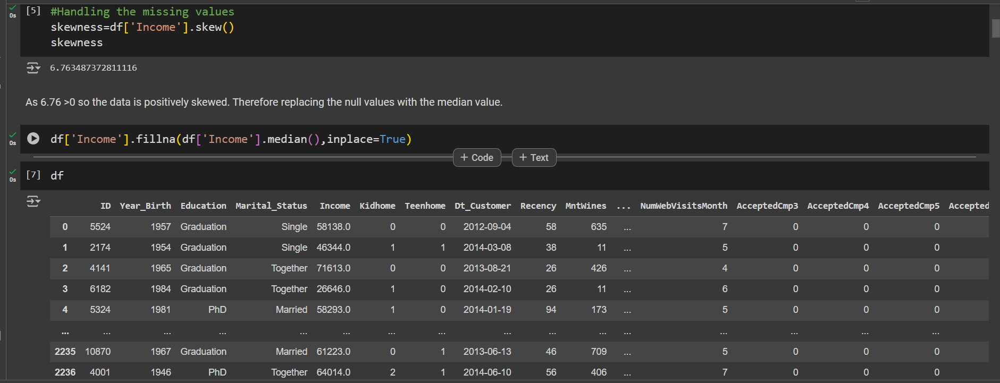 [5] #Handling the missing values
0s
skewness=df['Income'].skew()
skewness
6.763487372811116
As 6.76 >0 so the data is positively skewed. Therefore replacing the null values with the median value.
df['Income'].fillna(df['Income'].median(),inplace=True)
0s
+ Code + Text
[7] df
0s
ID Year_Birth Education Marital_Status Income Kidhome Teenhome Dt_Customer Recency MntWines ... NumWebVisitsMonth AcceptedCmp3 AcceptedCmp4 AcceptedCmp5 Accepted
0 5524 1957 Graduation Single 58138.0 0 0 2012-09-04 58 635 ... 7 0 0 0
1 2174 1954 Graduation Single 46344.0 1 1 2014-03-08 38 11 ... 5 0 0 0
2 4141 1965 Graduation Together 71613.0 0 0 2013-08-21 26 426 ... 4 0 0 0
3 6182 1984 Graduation Together 26646.0 1 0 2014-02-10 26 11 ... 6 0 0 0
4 5324 1981 PhD Married 58293.0 1 0 2014-01-19 94 173 ... 5 0 0 0
... ... ... ... ... ... ... ... ... ... ... ... ... ... ... ...
2235 10870 1967 Graduation Married 61223.0 0 1 2013-06-13 46 709 ... 5 0 0 0
2236 4001 1946 PhD Together 64014.0 2 1 2014-06-10 56 406 ... 7 0 0 0